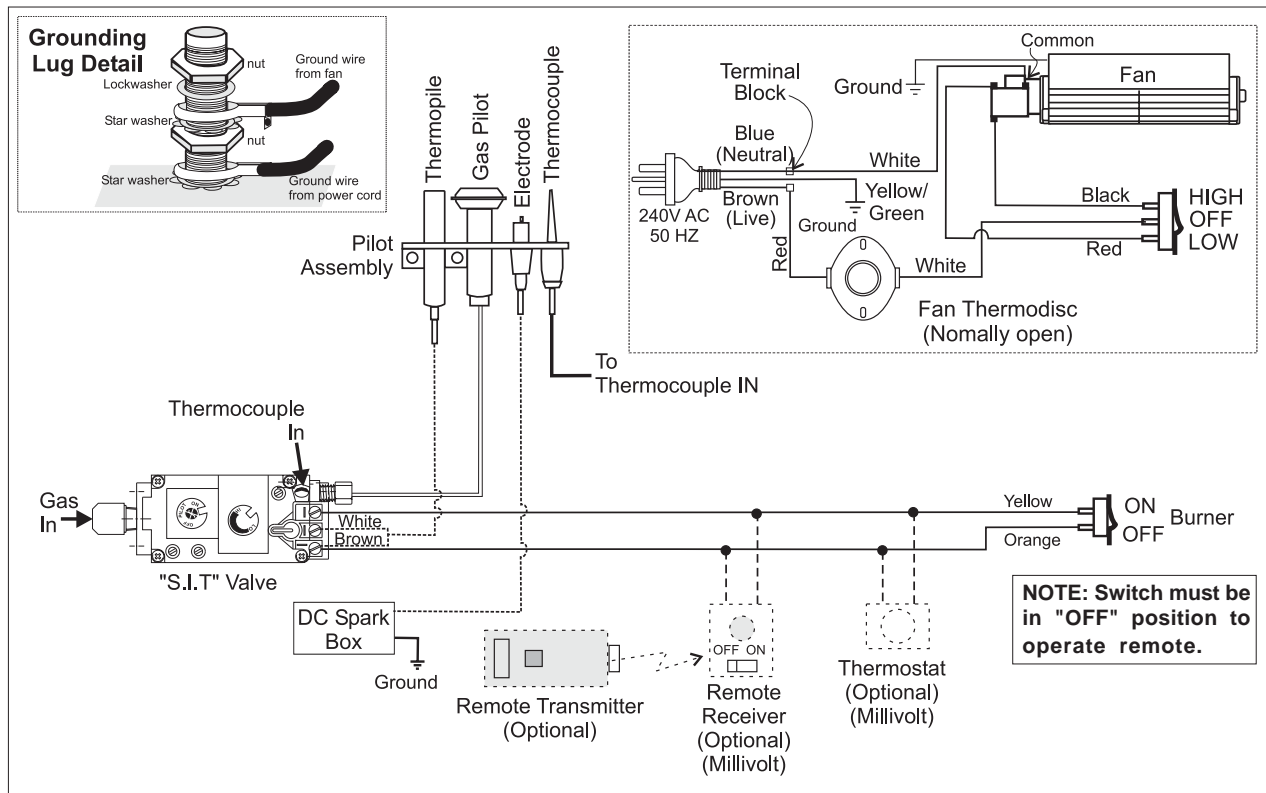 Grounding
Lug Detail
nut
Ground wire
from fan
Lockwasher
Star washer
nut
Star washer
Ground wire
from power cord
Thermopile
Gas Pilot
Electrode
Thermocouple
Pilot
Assembly
To
Thermocouple IN
Common
Terminal
Block
Ground
Fan
Blue
(Neutral)
White
Yellow/
Green
Brown
(Live)
240V AC
50 HZ
Ground
Red
White
Black
Red
HIGH
OFF
LOW
Fan Thermodisc
(Nomally open)
Thermocouple
In
Gas
In
PILOT
ON
OFF
HI
LO
White
Brown
"S.I.T" Valve
Yellow
Orange
ON
OFF
Burner
DC Spark
Box
Ground
Remote Transmitter
(Optional)
OFF ON
Remote
Receiver
(Optional)
(Millivolt)
Thermostat
(Optional)
(Millivolt)
NOTE: Switch must be
in "OFF" position to
operate remote.